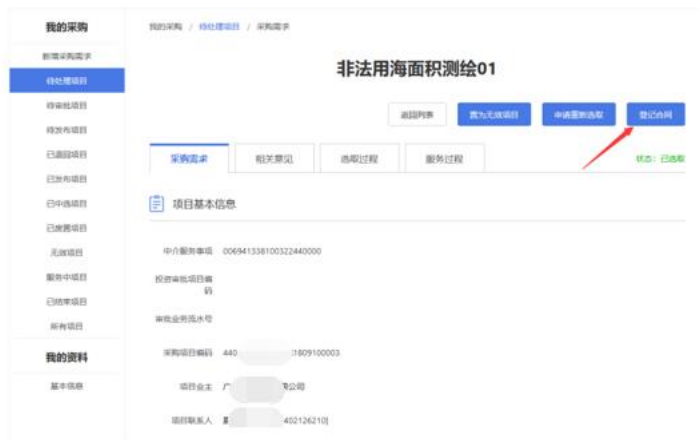 我的采购
新增采购需求
待处理项目
待审批项目
待发布项目
已退回项目
已发布项目
已中选项目
已废置项目
无效项目
服务中项目
已结束项目
所有项目
我的资料
基本信息
我的采购 / 待处理项目 / 采购需求
非法用海面积测绘01
返回列表 置为无效项目 申请重新选取 登记合同
采购需求 相关意见 选取过程 服务过程 状态：已选取
项目基本信息
中介服务事项 006941338100322440000
投资审批项目编码
审批业务流水号
采购项目编码 440 1809100003
项目业主 广 限公司
项目联系人 402126210]